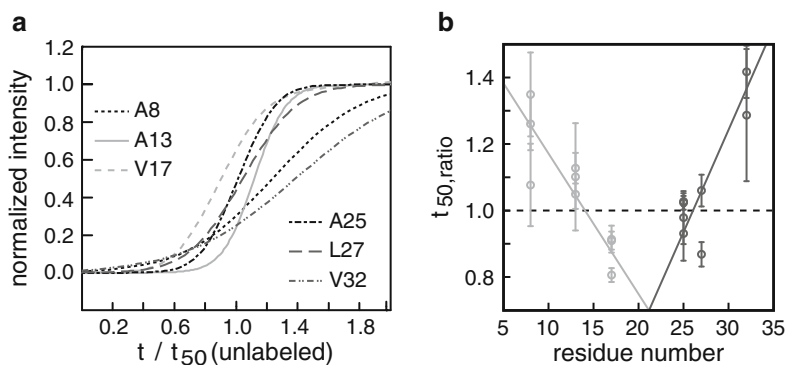 a
normalized intensity
1.2
1.0
0.8
0.6
0.4
0.2
0.0
A8
A13
V17
A25
L27
V32
0.2 0.6 1.0 1.4 1.8
t / t50 (unlabeled)
b
t50,ratio
1.4
1.2
1.0
0.8
5 10 15 20 25 30 35
residue number